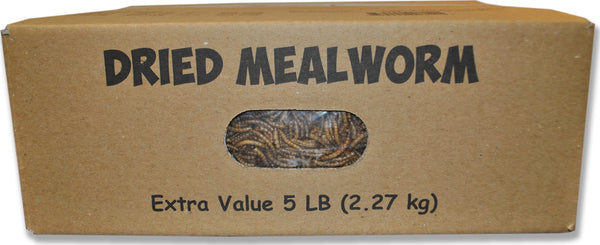 DRIED MEALWORM
Extra Value 5 LB (2.27 kg)